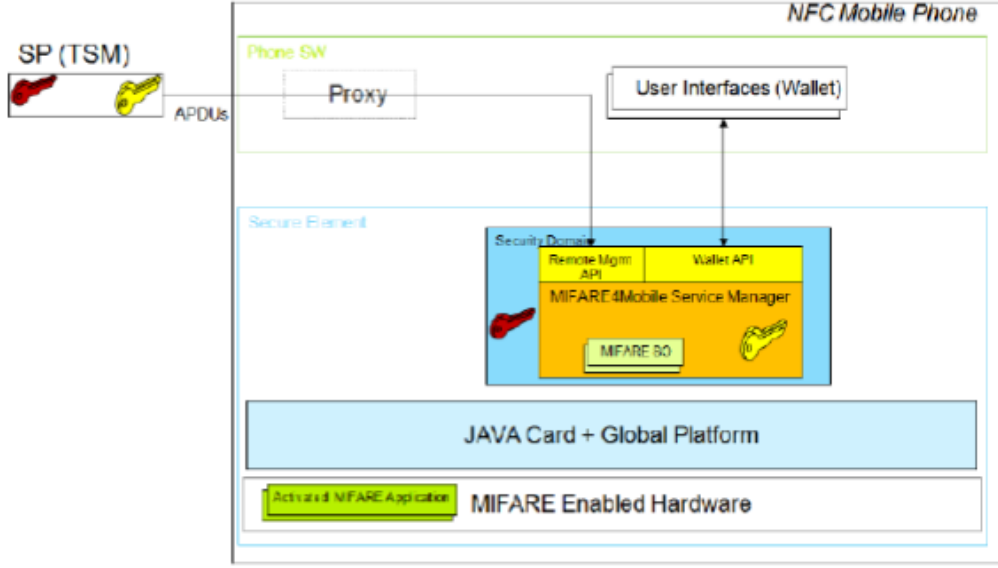 NFC Mobile Phone
SP (TSM)
Phone SW
Proxy
User Interfaces (Wallet)
APDUs
Secure Element
Security Domain
Remote Mgmt
API
Wallet API
MIFARE4Mobile Service Manager
MIFARE SO
JAVA Card + Global Platform
Activated MIFARE Application
MIFARE Enabled Hardware